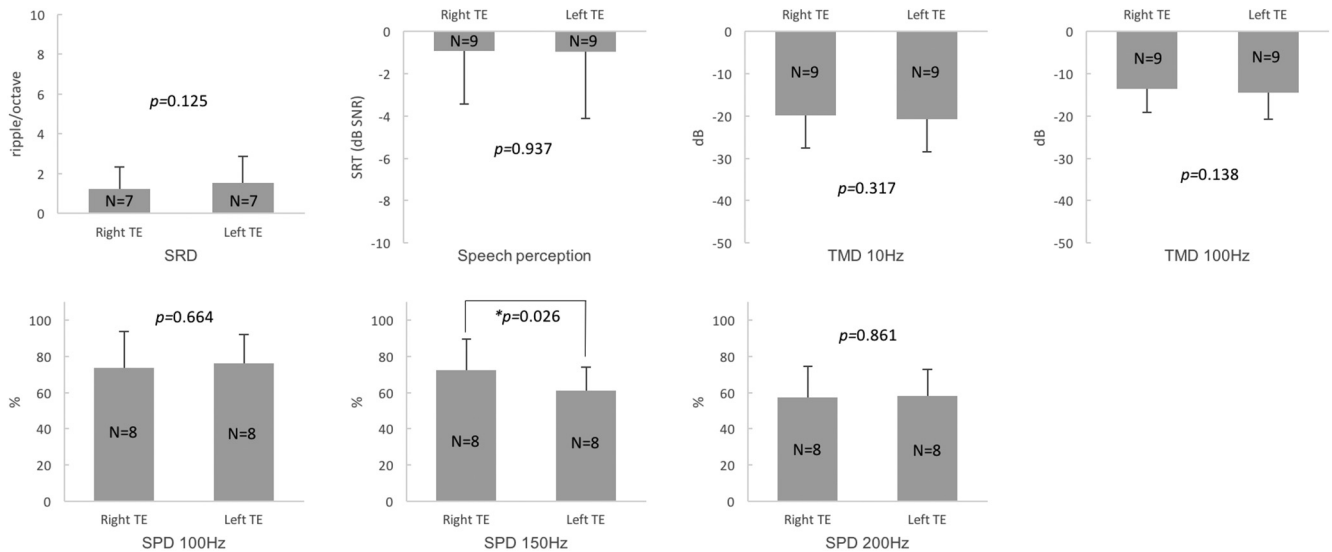 10
8
6
4
2
0
ripple/octave
p=0.125
N=7
N=7
Right TE
Left TE
SRD
Right TE
Left TE
0
-2
-4
-6
-8
-10
SRT (dB SNR)
N=9
N=9
p=0.937
Speech perception
Right TE
Left TE
0
-10
-20
-30
-40
-50
dB
N=9
N=9
p=0.317
TMD 10Hz
Right TE
Left TE
0
-10
-20
-30
-40
-50
dB
N=9
N=9
p=0.138
TMD 100Hz
100
80
60
40
20
0
%
p=0.664
N=8
N=8
Right TE
Left TE
SPD 100Hz
100
80
60
40
20
0
%
*p=0.026
N=8
N=8
Right TE
Left TE
SPD 150Hz
100
80
60
40
20
0
%
p=0.861
N=8
N=8
Right TE
Left TE
SPD 200Hz